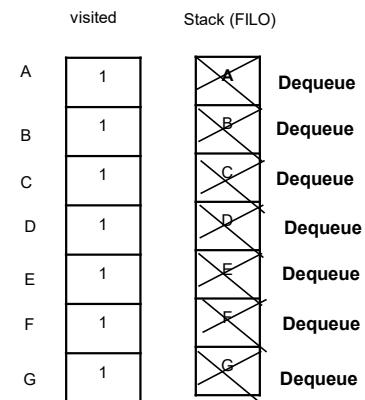 visited Stack (FILO)
A 1 A Dequeue
B 1 B Dequeue
C 1 C Dequeue
D 1 D Dequeue
E 1 E Dequeue
F 1 F Dequeue
G 1 G Dequeue